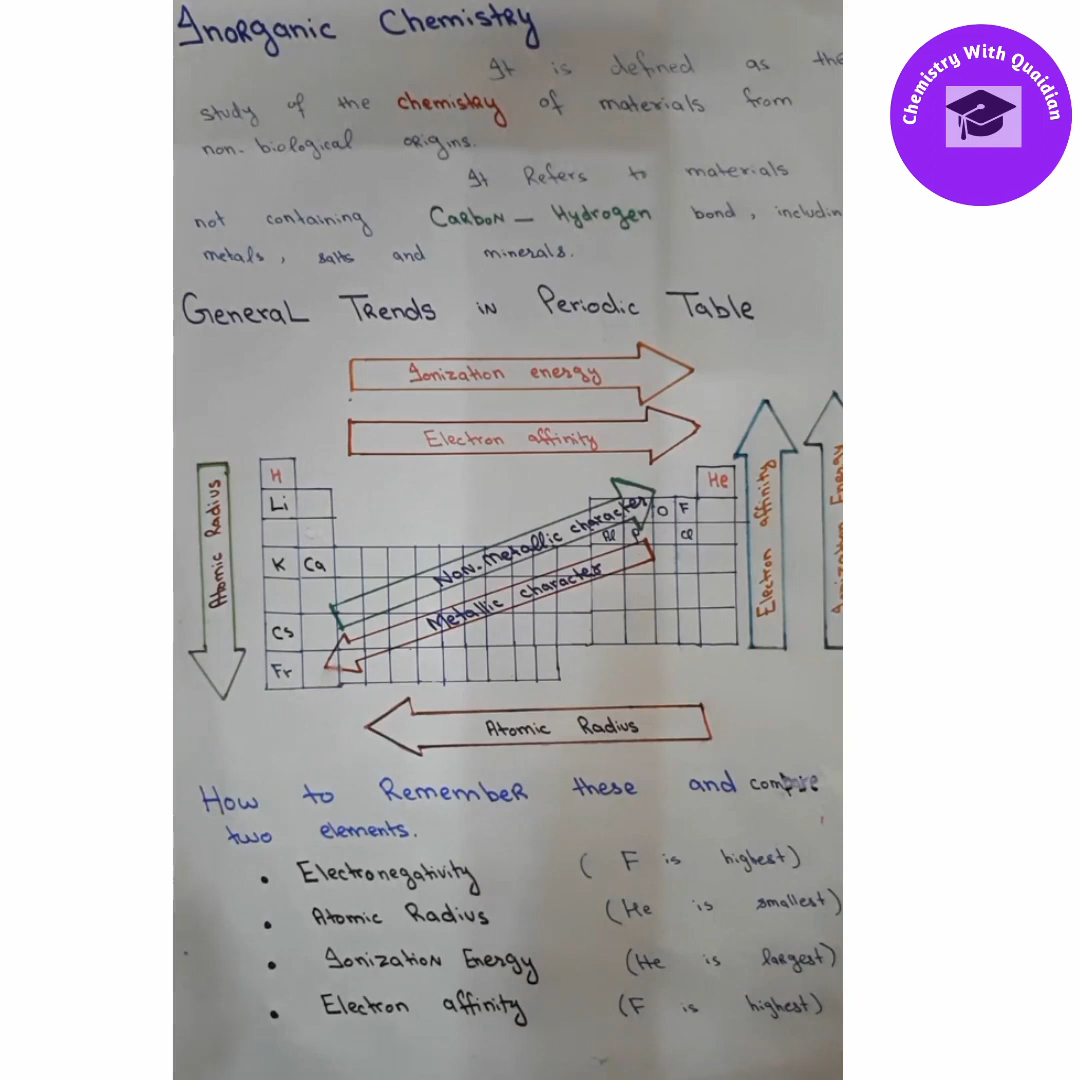 Inorganic Chemistry
It is defined as the
study of the chemistry of materials from
non-biological origins.
It Refers to materials
not containing Carbon - Hydrogen bond, includin
metals, salts and minerals.
General Trends in Periodic Table
Ionization energy
Electron affinity
H
He
Li
O F
Al P Cl
K Ca
Cs
Fr
Non-metallic character
Metallic character
Atomic Radius
Electron affinity
Ionization Energy
Atomic Radius
How to Remember these and compare
two elements.
• Electronegativity ( F is highest)
• Atomic Radius (He is smallest)
• Ionization Energy (He is largest)
• Electron affinity (F is highest)
Chemistry With Quaidian